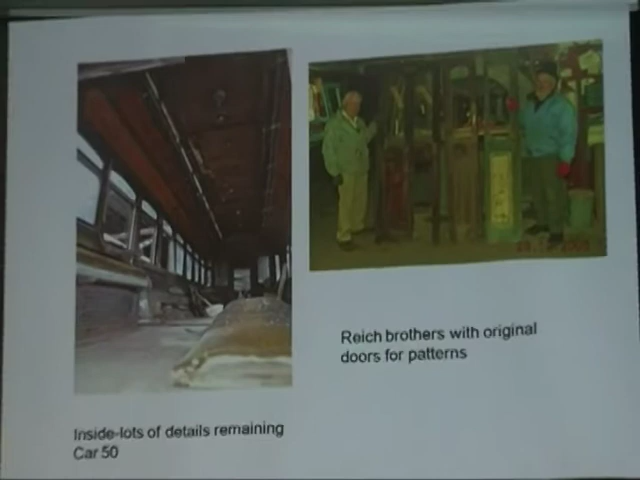 Reich brothers with original
doors for patterns
Inside-lots of details remaining
Car 50